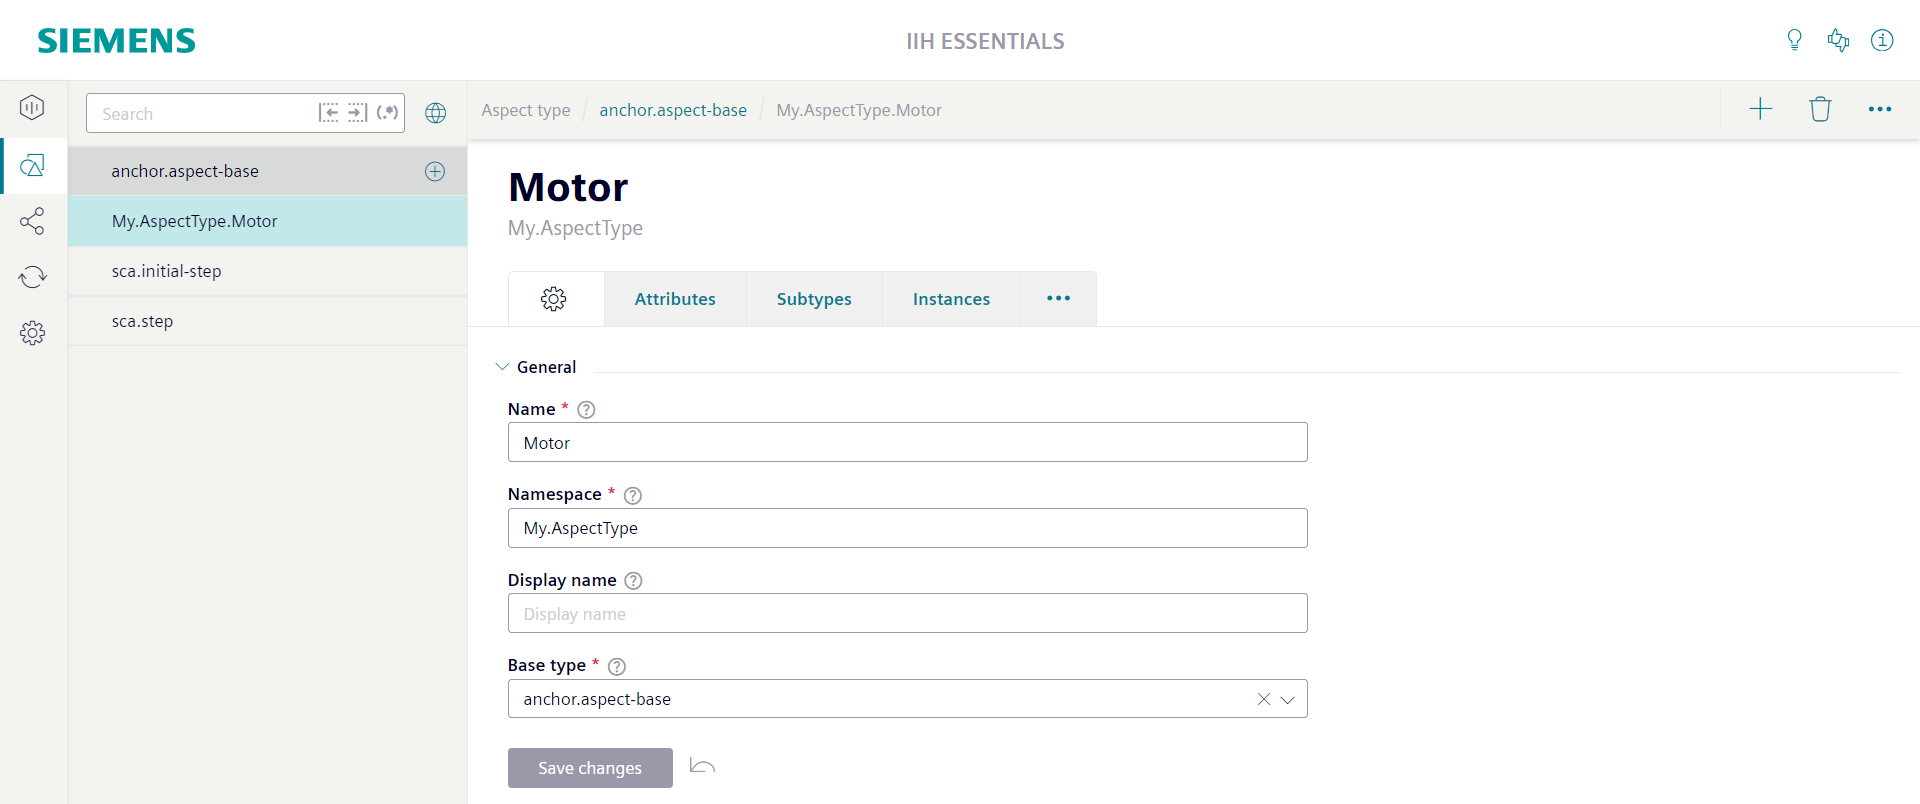 SIEMENS
IIH ESSENTIALS
Search
(.*)
Aspect type / anchor.aspect-base / My.AspectType.Motor
anchor.aspect-base
My.AspectType.Motor
sca.initial-step
sca.step
Motor
My.AspectType
Attributes
Subtypes
Instances
General
Name *
Motor
Namespace *
My.AspectType
Display name
Display name
Base type *
anchor.aspect-base
Save changes